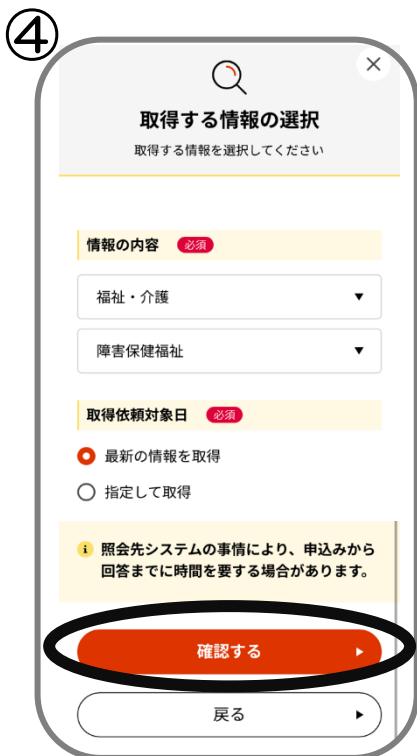 ④
取得する情報の選択
取得する情報を選択してください
情報の内容 必須
福祉・介護
障害保健福祉
取得依頼対象日 必須
最新の情報を取得
指定して取得
照会先システムの事情により、申込みから
回答までに時間を要する場合があります。
確認する
戻る